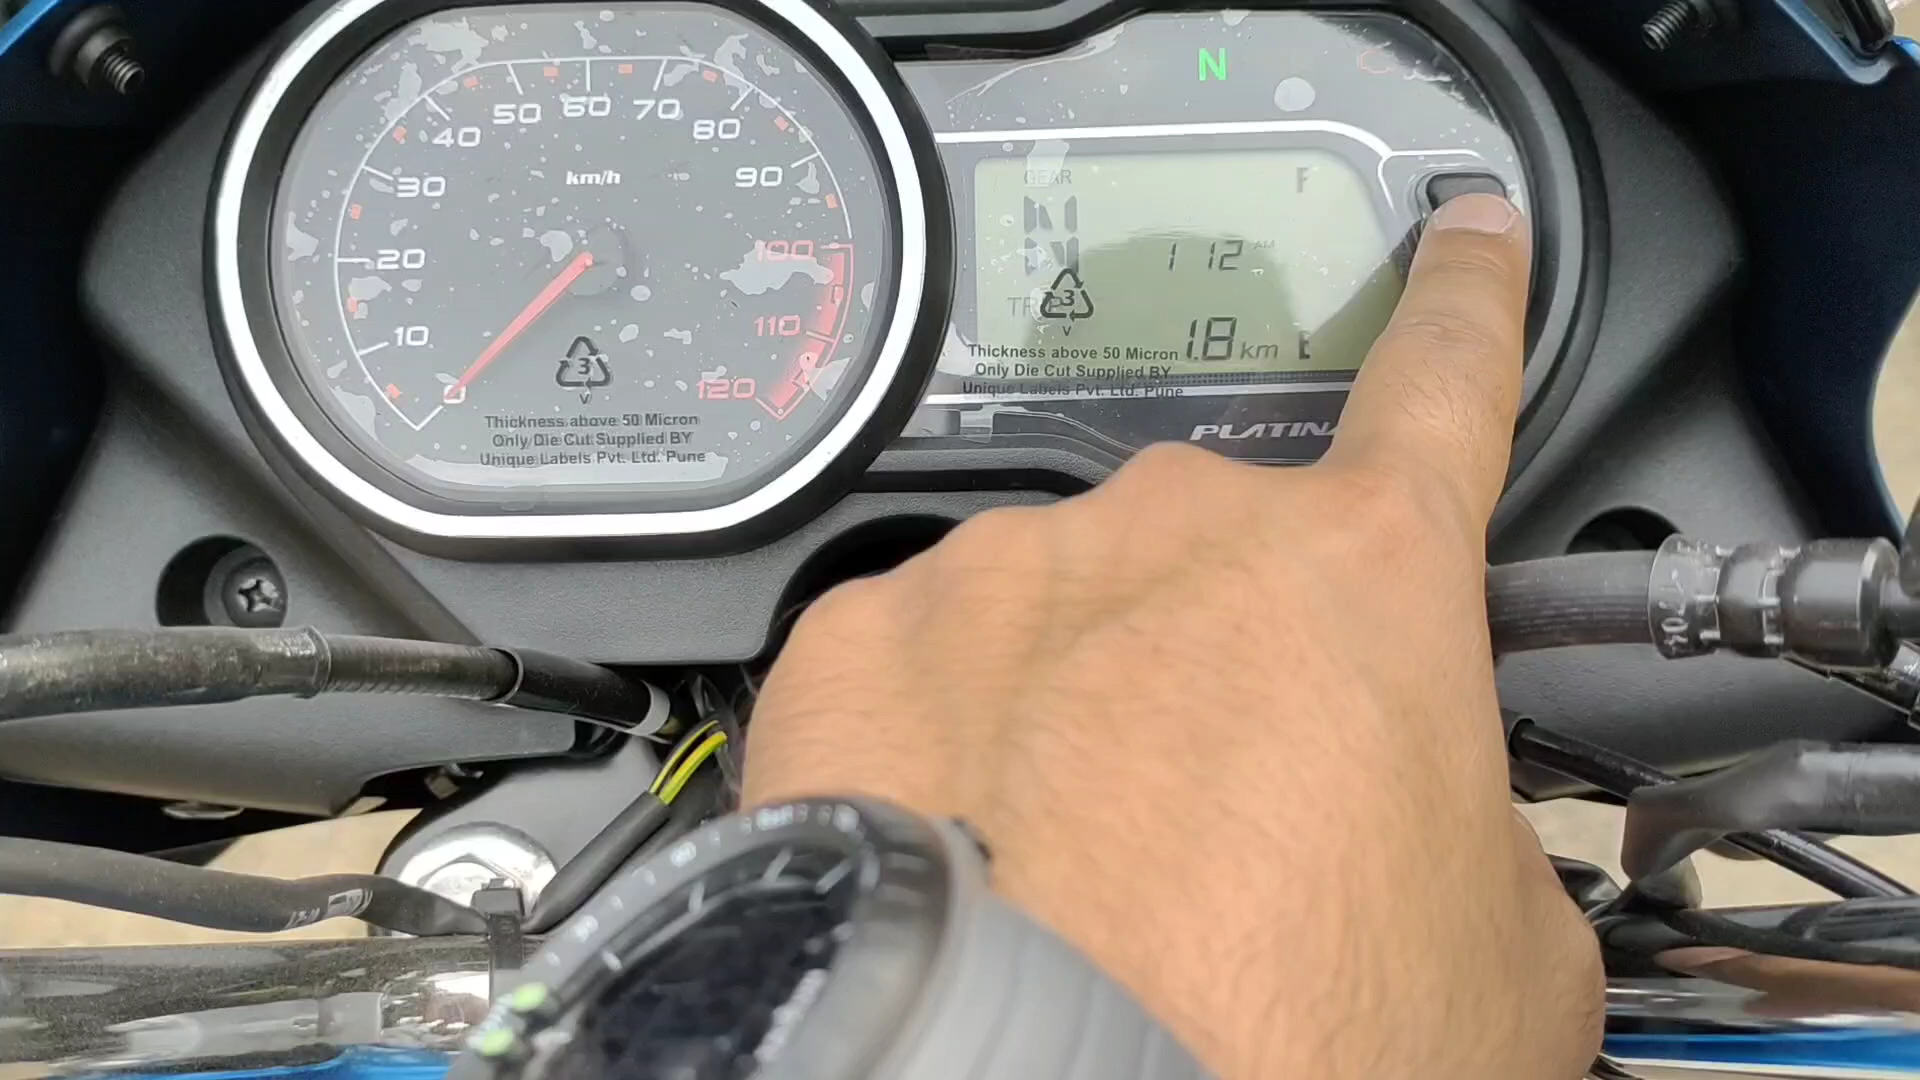 50 60 70
40 80
30 km/h 90
20 100
10 110
0 120
3
V
Thickness above 50 Micron
Only Die Cut Supplied BY
Unique Labels Pvt. Ltd. Pune
N
GEAR F
N
1 12 AM
TRIP
3
V
1.8 km E
Thickness above 50 Micron
Only Die Cut Supplied BY
Unique Labels Pvt. Ltd. Pune
PLATINA